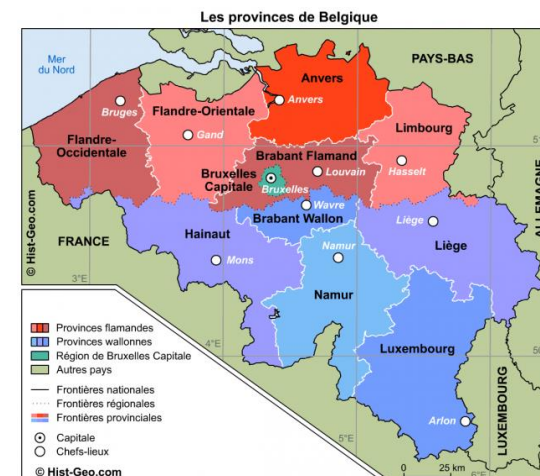 Les provinces de Belgique
Mer
du Nord
PAYS-BAS
Anvers
Anvers
Bruges
Flandre-Orientale
Gand
Limbourg
Flandre-
Occidentale
Brabant Flamand
Bruxelles
Capitale
Louvain
Hasselt
Bruxelles
Wavre
Brabant Wallon
Liège
ALLEMAGNE
FRANCE
Hainaut
Namur
Liège
Mons
Namur
3°E
4°E
5°E
Luxembourg
LUXEMBOURG
Arlon
© Hist-Geo.com
Provinces flamandes
Provinces wallonnes
Région de Bruxelles Capitale
Autres pays
Frontières nationales
Frontières régionales
Frontières provinciales
Capitale
Chefs-lieux
© Hist-Geo.com
0 25 km